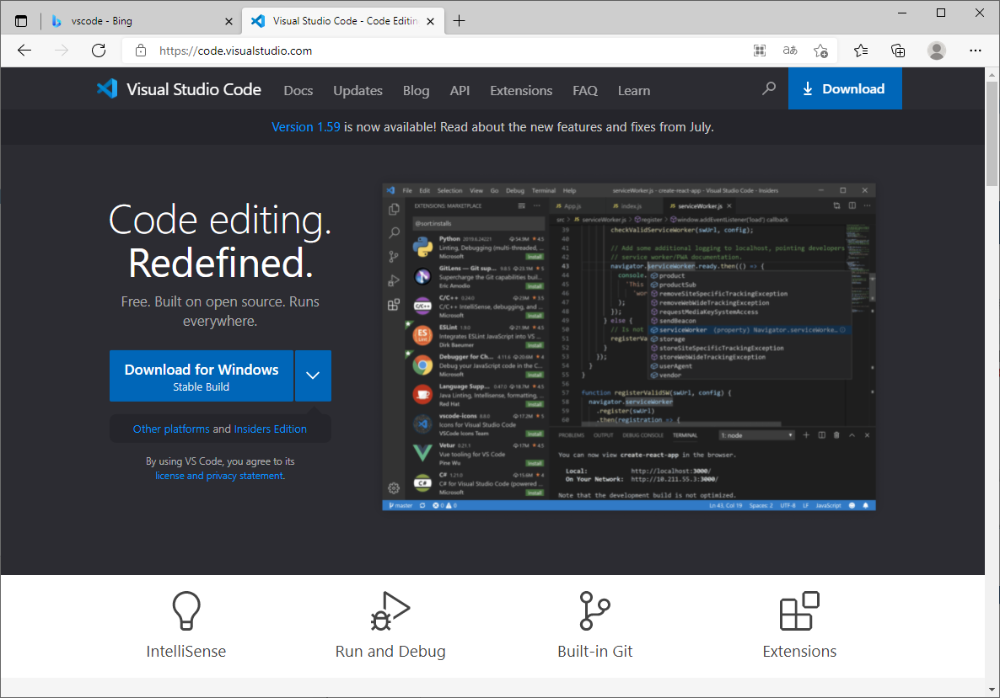 vscode - Bing
Visual Studio Code - Code Editin
https://code.visualstudio.com
Visual Studio Code Docs Updates Blog API Extensions FAQ Learn Download
Version 1.59 is now available! Read about the new features and fixes from July.
Code editing.
Redefined.
Free. Built on open source. Runs
everywhere.
Download for Windows
Stable Build
Other platforms and Insiders Edition
By using VS Code, you agree to its
license and privacy statement.
File Edit Selection View Go Debug Terminal Help serviceWorker.js - create-react-app - Visual Studio Code - Insiders
EXTENSIONS: MARKETPLACE
@sort:installs
Python 2019.6.24221 54.9M 4.5
Linting, Debugging (multi-threaded, ...
Microsoft Install
GitLens — Git sup... 9.8.5 23.1M 5
Supercharge the Git capabilities buil...
Eric Amodio Install
C/C++ 0.24.0 23M 3.5
C/C++ IntelliSense, debugging, and ...
Microsoft Install
ESLint 1.9.0 21.9M 4.5
Integrates ESLint JavaScript into VS ...
Dirk Baeumer Install
Debugger for Ch... 4.11.6 20.6M 4
Debug your JavaScript code in the C...
Microsoft Install
Language Supp... 0.47.0 18.7M 4.5
Java Linting, Intellisense, formatting, ...
Red Hat Install
vscode-icons 8.8.0 17.2M 5
Icons for Visual Studio Code
VSCode Icons Team Install
Vetur 0.21.1 17M 4.5
Vue tooling for VS Code
Pine Wu Install
C# 1.21.0 15.6M 4
C# for Visual Studio Code (powered ...
Microsoft Install
App.js index.js serviceWorker.js
src > serviceWorker.js > register > window.addEventListener('load') callback
39 checkValidServiceWorker(swUrl, config);
40
41 // Add some additional logging to localhost, pointing developers
42 // service worker/PWA documentation.
43 navigator.serviceWorker.ready.then(() => {
44 console.
45 'This
46 'wor
47 );
48 });
49 } else {
50 // Is not
51 registerVa
52 }
53 });
54 }
55 }
56
57 function registerValidSW(swUrl, config) {
58 navigator.serviceWorker
59 .register(swUrl)
60 .then(registration => {
product
productSub
removeSiteSpecificTrackingException
removeWebWideTrackingException
requestMediaKeySystemAccess
sendBeacon
serviceWorker (property) Navigator.serviceWorke...
storage
storeSiteSpecificTrackingException
storeWebWideTrackingException
userAgent
vendor
PROBLEMS OUTPUT DEBUG CONSOLE TERMINAL 1: node
You can now view create-react-app in the browser.
Local: http://localhost:3000/
On Your Network: http://10.211.55.3:3000/
Note that the development build is not optimized.
master 0 0 Ln 43, Col 19 Spaces: 2 UTF-8 LF JavaScript
IntelliSense
Run and Debug
Built-in Git
Extensions